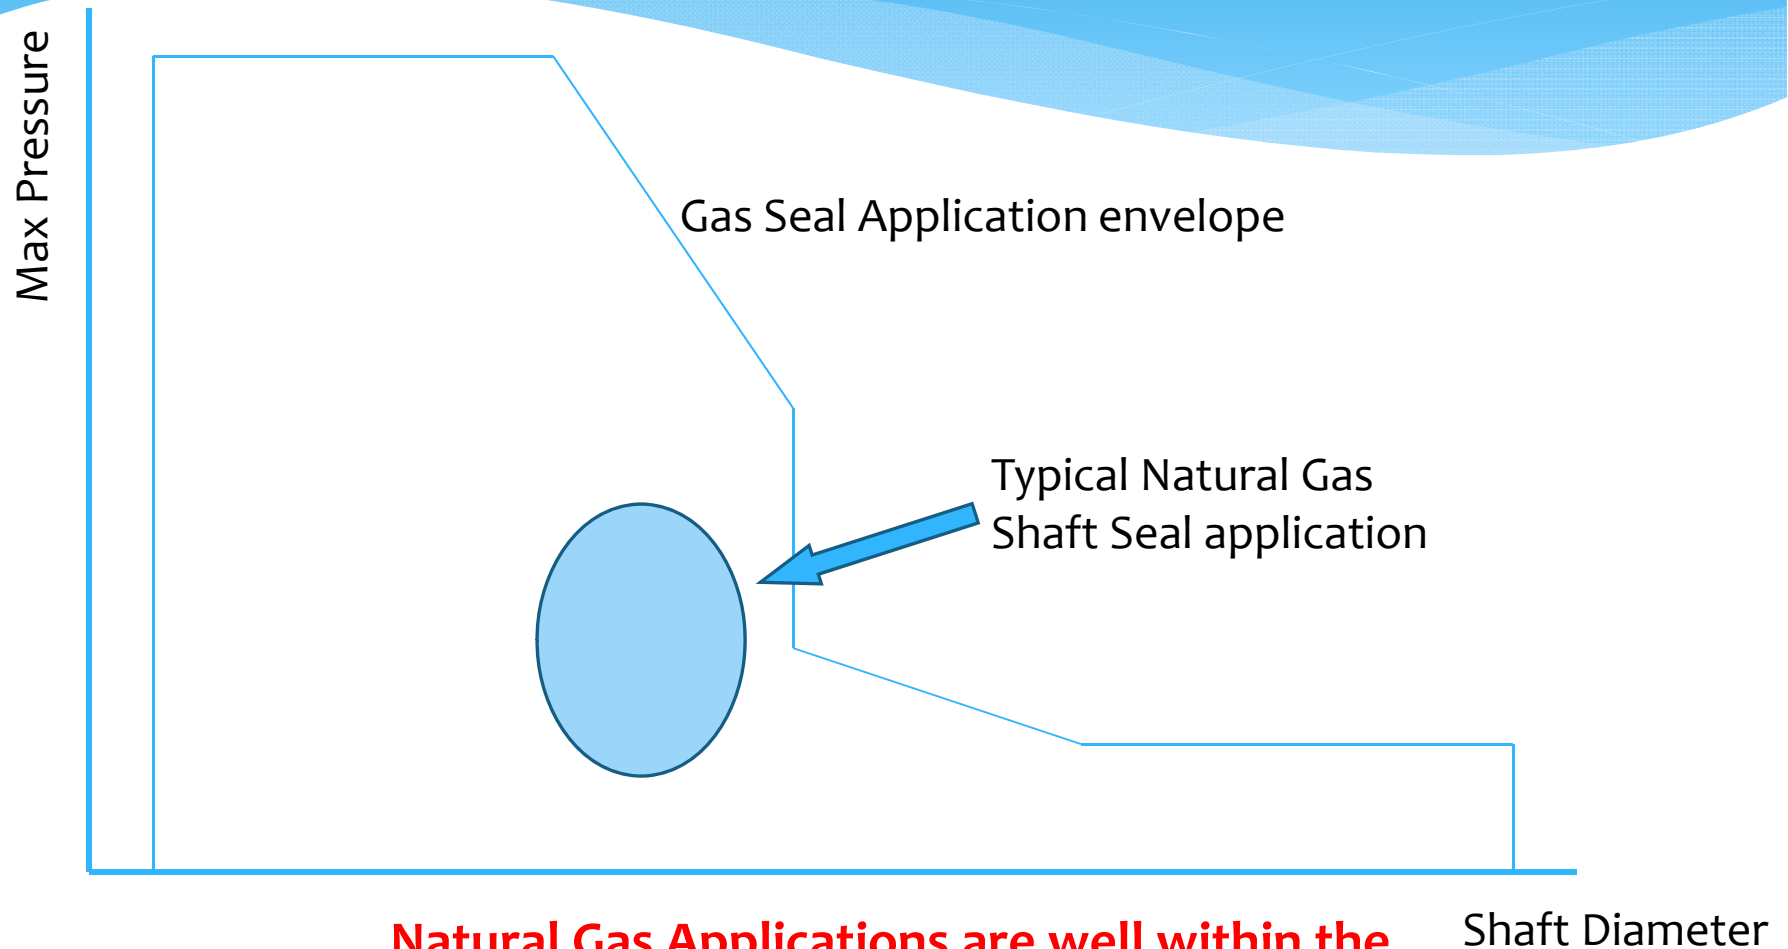 Max Pressure
Gas Seal Application envelope
Typical Natural Gas
Shaft Seal application
Natural Gas Applications are well within the
Shaft Diameter